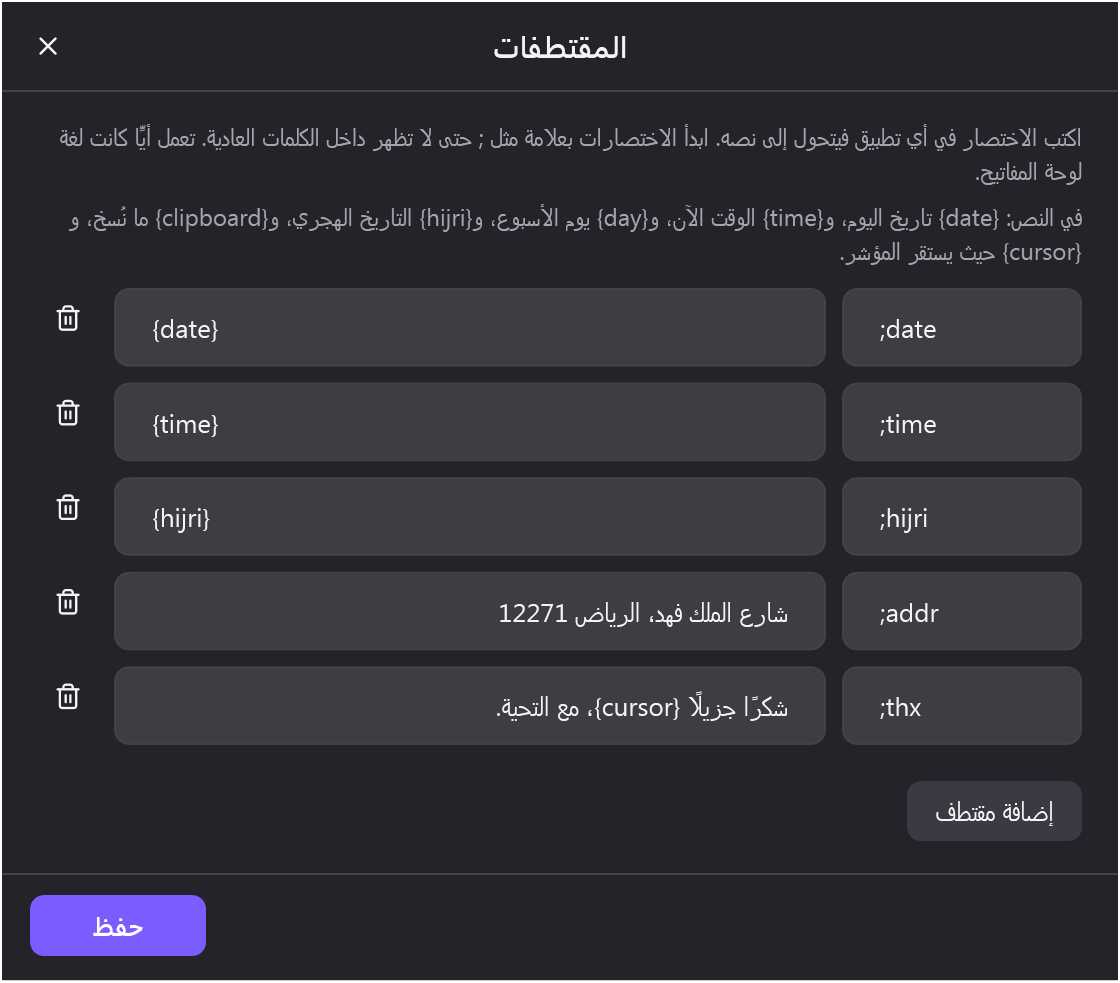 المقتطفات
اكتب الاختصار في أي تطبيق فيتحول إلى نصه. ابدأ الاختصارات بعلامة مثل ; حتى لا تظهر داخل الكلمات العادية. تعمل أيًّا كانت لغة
لوحة المفاتيح.
في النص: {date} تاريخ اليوم، و{time} الوقت الآن، و{day} يوم الأسبوع، و{hijri} التاريخ الهجري، و{clipboard} ما نُسخ، و
{cursor} حيث يستقر المؤشر.
;date
{date}
;time
{time}
;hijri
{hijri}
;addr
شارع الملك فهد، الرياض 12271
;thx
شكرًا جزيلًا {cursor}، مع التحية.
إضافة مقتطف
حفظ